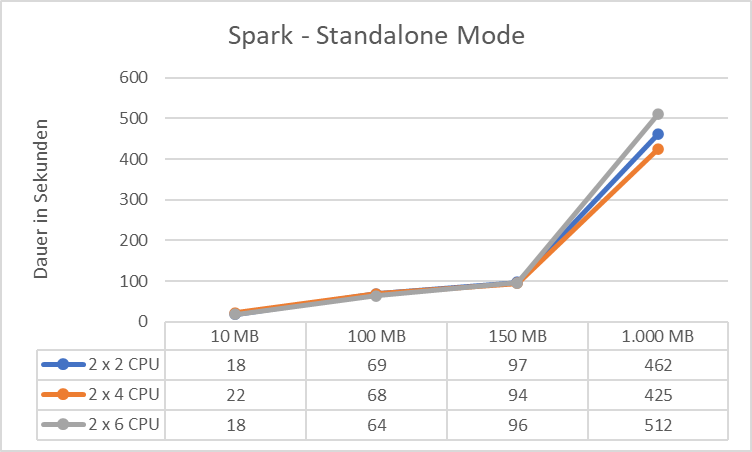 Spark - Standalone Mode
Dauer in Sekunden
600
500
400
300
200
100
0
10 MB 100 MB 150 MB 1.000 MB
2 x 2 CPU 18 69 97 462
2 x 4 CPU 22 68 94 425
2 x 6 CPU 18 64 96 512